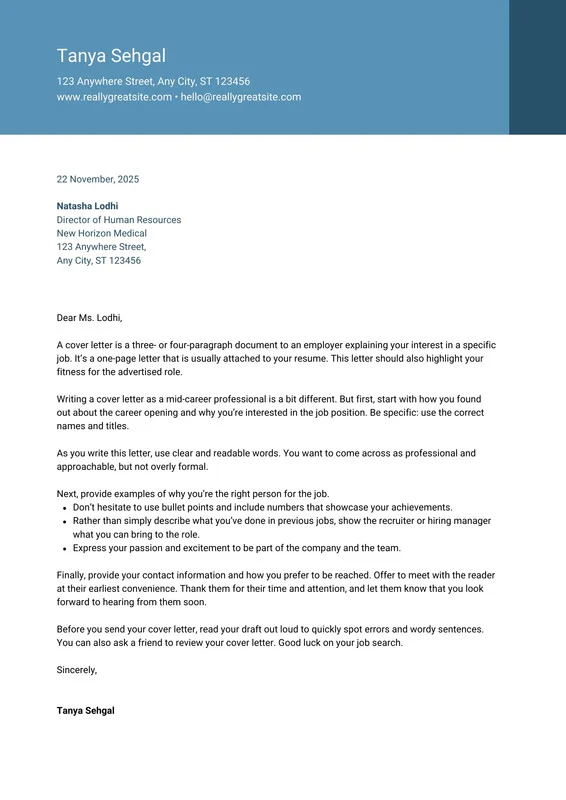 Tanya Sehgal
123 Anywhere Street, Any City, ST 123456
www.reallygreatsite.com • hello@reallygreatsite.com
22 November, 2025
Natasha Lodhi
Director of Human Resources
New Horizon Medical
123 Anywhere Street,
Any City, ST 123456
Dear Ms. Lodhi,
A cover letter is a three- or four-paragraph document to an employer explaining your interest in a specific
job. It's a one-page letter that is usually attached to your resume. This letter should also highlight your
fitness for the advertised role.
Writing a cover letter as a mid-career professional is a bit different. But first, start with how you found
out about the career opening and why you're interested in the job position. Be specific: use the correct
names and titles.
As you write this letter, use clear and readable words. You want to come across as professional and
approachable, but not overly formal.
Next, provide examples of why you're the right person for the job.
• Don't hesitate to use bullet points and include numbers that showcase your achievements.
• Rather than simply describe what you've done in previous jobs, show the recruiter or hiring manager
what you can bring to the role.
• Express your passion and excitement to be part of the company and the team.
Finally, provide your contact information and how you prefer to be reached. Offer to meet with the reader
at their earliest convenience. Thank them for their time and attention, and let them know that you look
forward to hearing from them soon.
Before you send your cover letter, read your draft out loud to quickly spot errors and wordy sentences.
You can also ask a friend to review your cover letter. Good luck on your job search.
Sincerely,
Tanya Sehgal